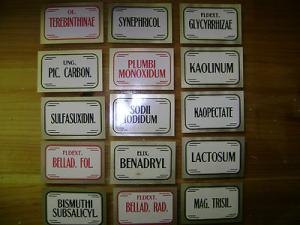 OL.
TEREBINTHINAE
SYNEPHRICOL
FLDEXT.
GLYCYRRHIZAE
UNG.
PIC. CARBON.
PLUMBI
MONOXIDUM
KAOLINUM
SULFASUXIDIN.
SODII
IODIDUM
KAOPECTATE
FLDEXT.
BELLAD. FOL.
ELIX.
BENADRYL
LACTOSUM
BISMUTHI
SUBSALICYL.
FLDEXT.
BELLAD. RAD.
MAG. TRISIL.